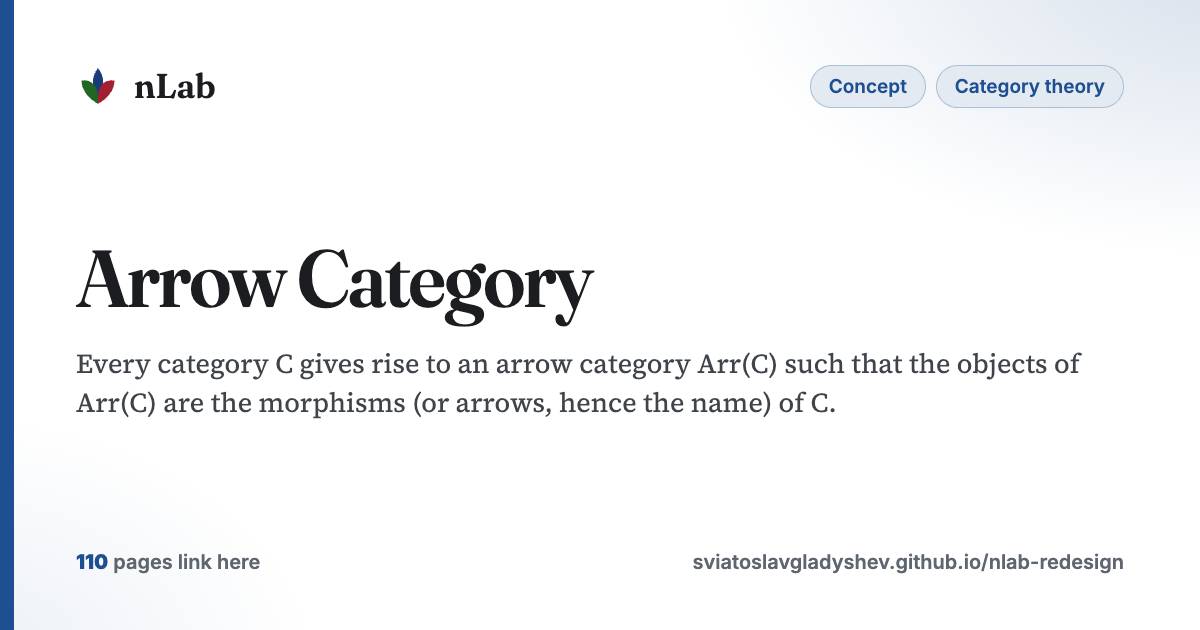 nLab
Concept
Category theory
Arrow Category
Every category C gives rise to an arrow category Arr(C) such that the objects of
Arr(C) are the morphisms (or arrows, hence the name) of C.
110 pages link here
sviatoslavgladyshev.github.io/nlab-redesign